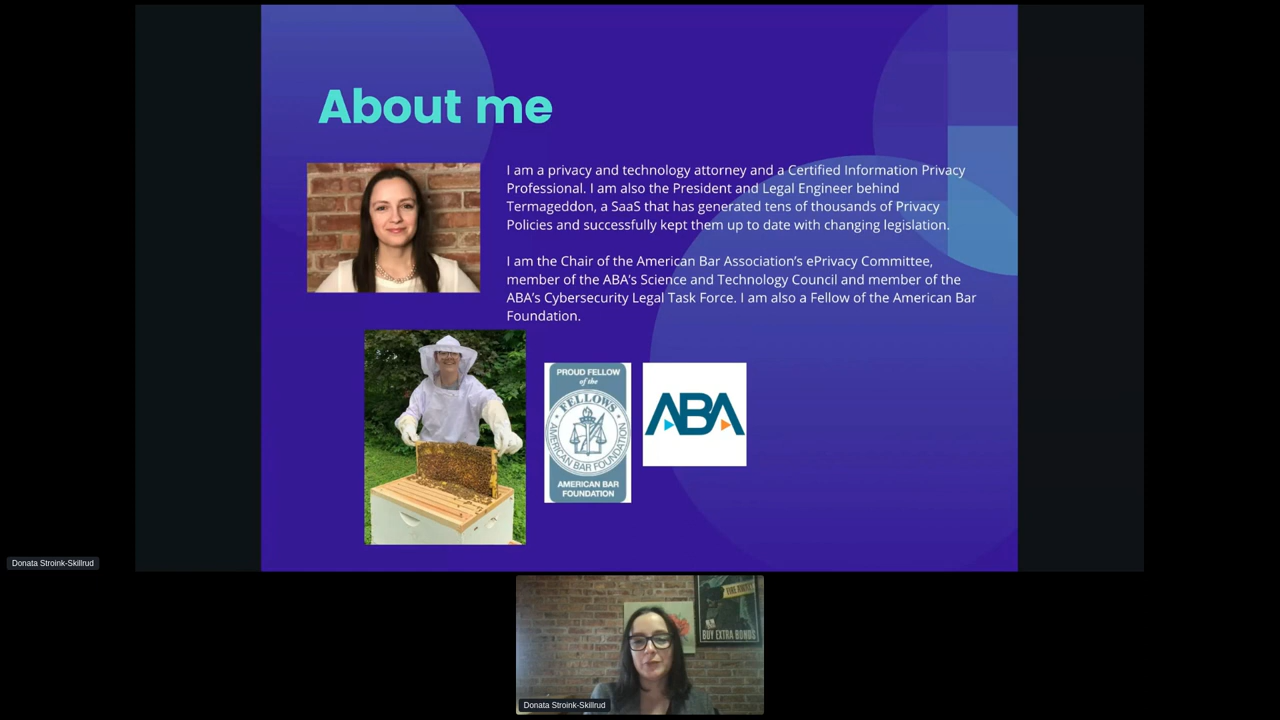 About me
I am a privacy and technology attorney and a Certified Information Privacy
Professional. I am also the President and Legal Engineer behind
Termageddon, a SaaS that has generated tens of thousands of Privacy
Policies and successfully kept them up to date with changing legislation.
I am the Chair of the American Bar Association’s ePrivacy Committee,
member of the ABA’s Science and Technology Council and member of the
ABA’s Cybersecurity Legal Task Force. I am also a Fellow of the American Bar
Foundation.
PROUD FELLOW
of the
FELLOWS
AMERICAN BAR FOUNDATION
AMERICAN BAR
FOUNDATION
ABA
Donata Stroink-Skillrud
BUY EXTRA BONDS
Donata Stroink-Skillrud